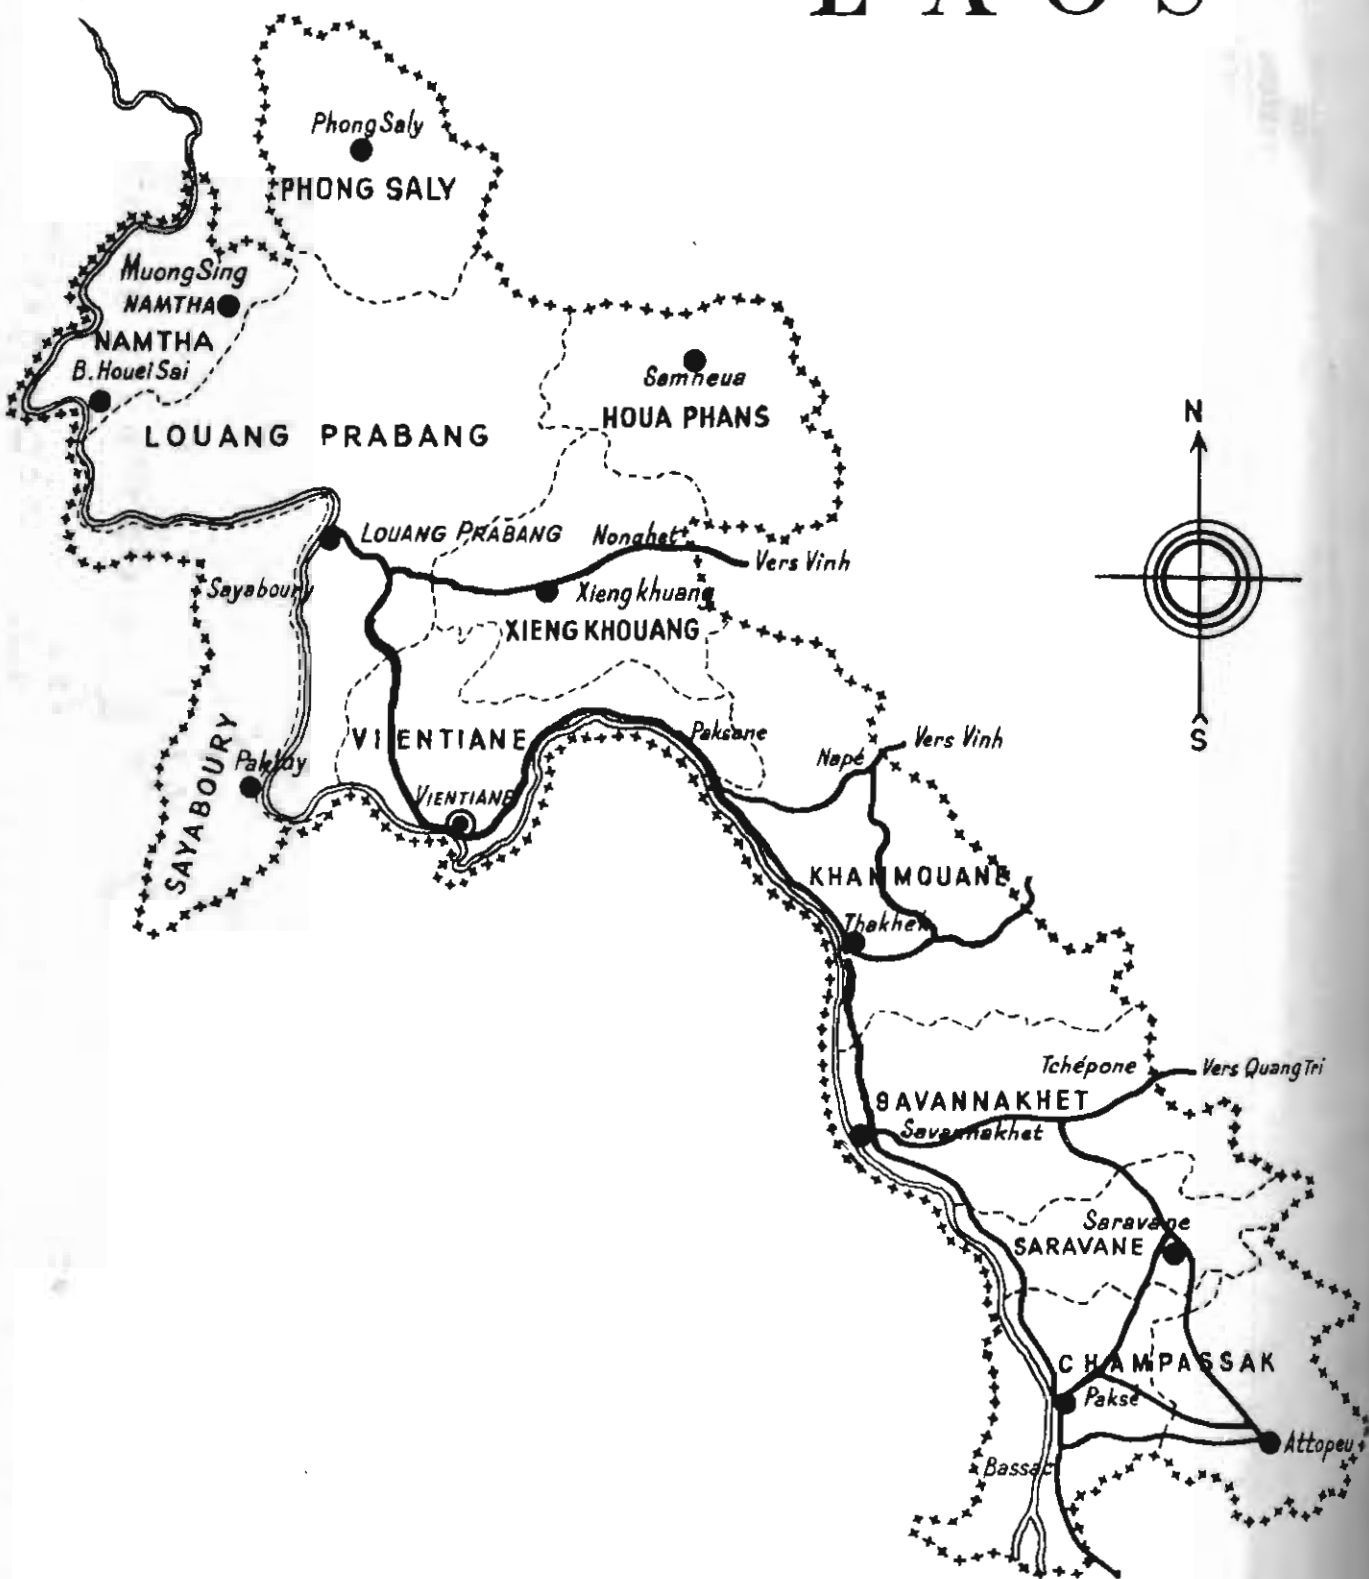 LAOS
Phong Saly
PHONG SALY
Muong Sing
NAMTHA
NAMTHA
B. Houei Sai
Samneua
HOUA PHANS
LOUANG PRABANG
N
LOUANG PRABANG
Nonghet
Vers Vinh
Sayaboury
Xiengkhuang
XIENG KHOUANG
VIENTIANE
Paksane
Napé
Vers Vinh
S
SAYABOURY
Paklay
VIENTIANE
KHAMMOUANE
Thakhek
Tchépone
Vers Quang Tri
SAVANNAKHET
Savannakhet
Saravane
SARAVANE
CHAMPASSAK
Paksé
Attopeu
Bassac